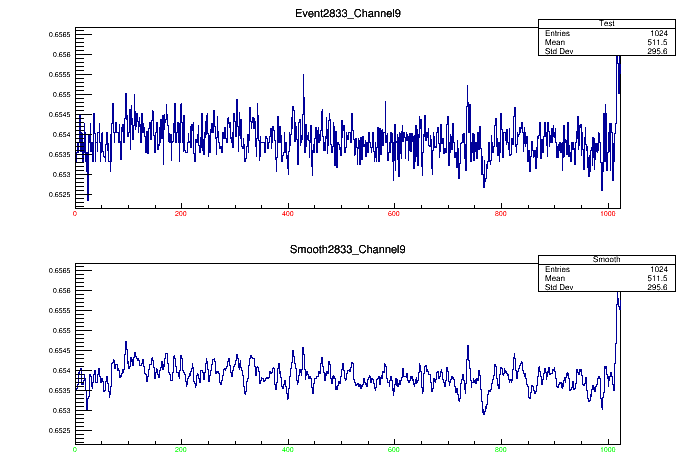 Event2833_Channel9
Test
Entries 1024
Mean 511.5
Std Dev 295.6
0.6565
0.656
0.6555
0.655
0.6545
0.654
0.6535
0.653
0.6525
0 200 400 600 800 1000
Smooth2833_Channel9
Smooth
Entries 1024
Mean 511.5
Std Dev 295.6
0.6565
0.656
0.6555
0.655
0.6545
0.654
0.6535
0.653
0.6525
0 200 400 600 800 1000